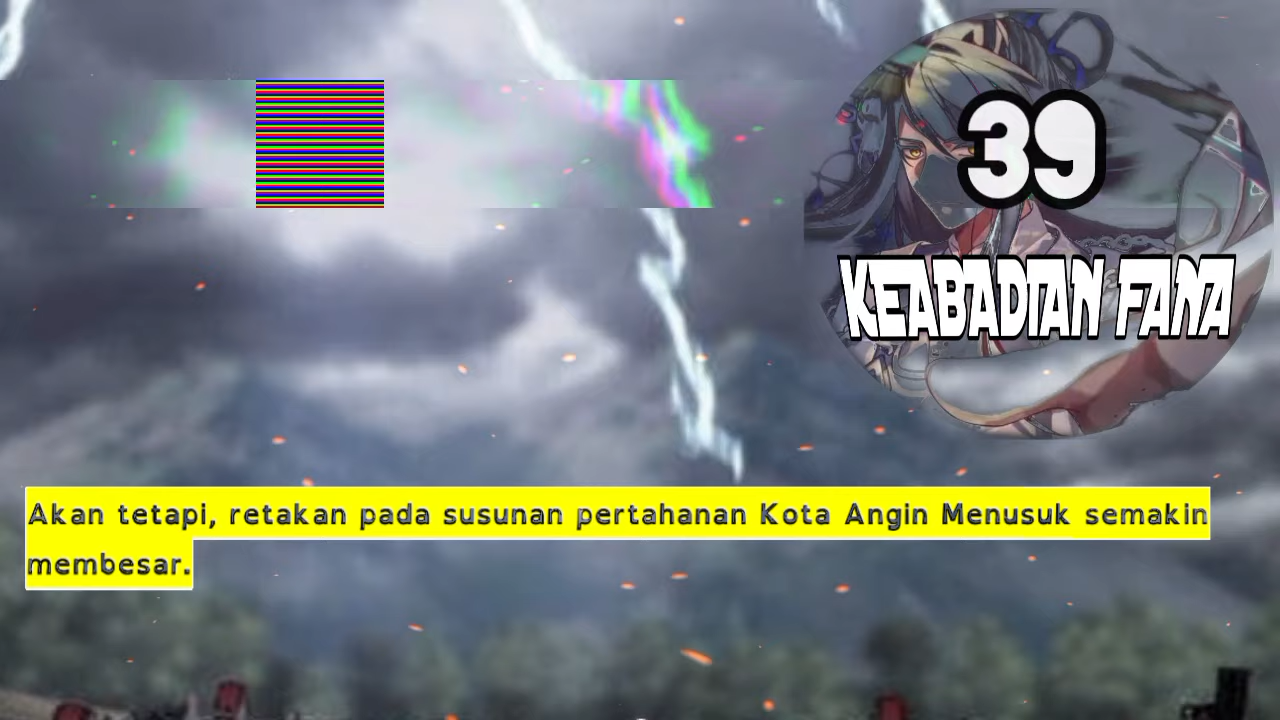 39
KEABADIAN FANA
Akan tetapi, retakan pada susunan pertahanan Kota Angin Menusuk semakin
membesar.